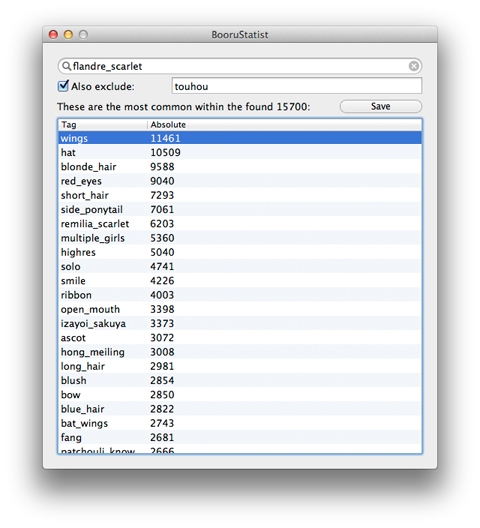 BooruStatist
flandre_scarlet
Also exclude: touhou
These are the most common within the found 15700: Save
Tag Absolute
wings 11461
hat 10509
blonde_hair 9588
red_eyes 9040
short_hair 7293
side_ponytail 7061
remilia_scarlet 6203
multiple_girls 5360
highres 5040
solo 4741
smile 4226
ribbon 4003
open_mouth 3398
izayoi_sakuya 3373
ascot 3072
hong_meiling 3008
long_hair 2981
blush 2854
bow 2850
blue_hair 2822
bat_wings 2743
fang 2681
patchouli_know 2666